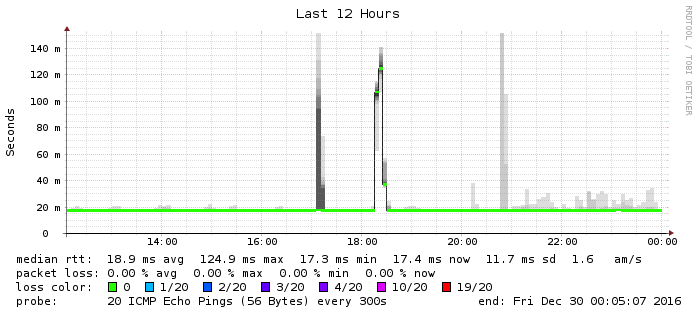 Last 12 Hours
RRDTOOL / TOBI OETIKER
Seconds
140 m
120 m
100 m
80 m
60 m
40 m
20 m
0
14:00 16:00 18:00 20:00 22:00 00:00
median rtt: 18.9 ms avg 124.9 ms max 17.3 ms min 17.4 ms now 11.7 ms sd 1.6 am/s
packet loss: 0.00 % avg 0.00 % max 0.00 % min 0.00 % now
loss color: 0 1/20 2/20 3/20 4/20 10/20 19/20
probe: 20 ICMP Echo Pings (56 Bytes) every 300s end: Fri Dec 30 00:05:07 2016